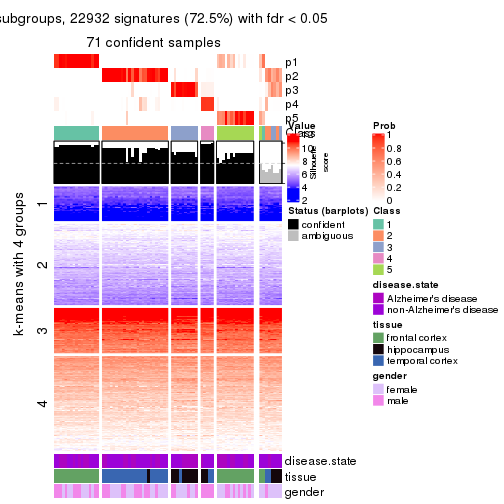 subgroups, 22932 signatures (72.5%) with fdr < 0.05
71 confident samples
p1
p2
p3
p4
p5
Class
k-means with 4 groups
1
2
3
4
Silhouette
score
Value
10
8
6
4
2
Status (barplots)
confident
ambiguous
Prob
1
0.8
0.6
0.4
0.2
0
Class
1
2
3
4
5
disease.state
Alzheimer's disease
non-Alzheimer's disease
tissue
frontal cortex
hippocampus
temporal cortex
gender
female
male
disease.state
tissue
gender